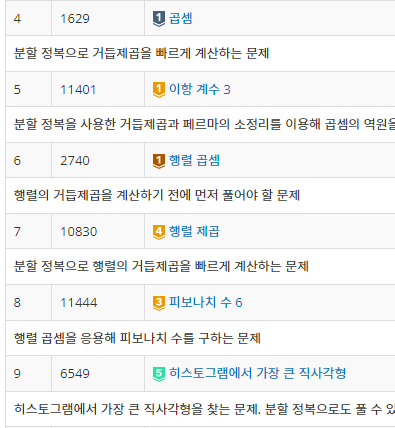 4 1629 1 곱셈
분할 정복으로 거듭제곱을 빠르게 계산하는 문제
5 11401 1 이항 계수 3
분할 정복을 사용한 거듭제곱과 페르마의 소정리를 이용해 곱셈의 역원을
6 2740 1 행렬 곱셈
행렬의 거듭제곱을 계산하기 전에 먼저 풀어야 할 문제
7 10830 4 행렬 제곱
분할 정복으로 행렬의 거듭제곱을 빠르게 계산하는 문제
8 11444 3 피보나치 수 6
행렬 곱셈을 응용해 피보나치 수를 구하는 문제
9 6549 5 히스토그램에서 가장 큰 직사각형
히스토그램에서 가장 큰 직사각형을 찾는 문제. 분할 정복으로도 풀 수